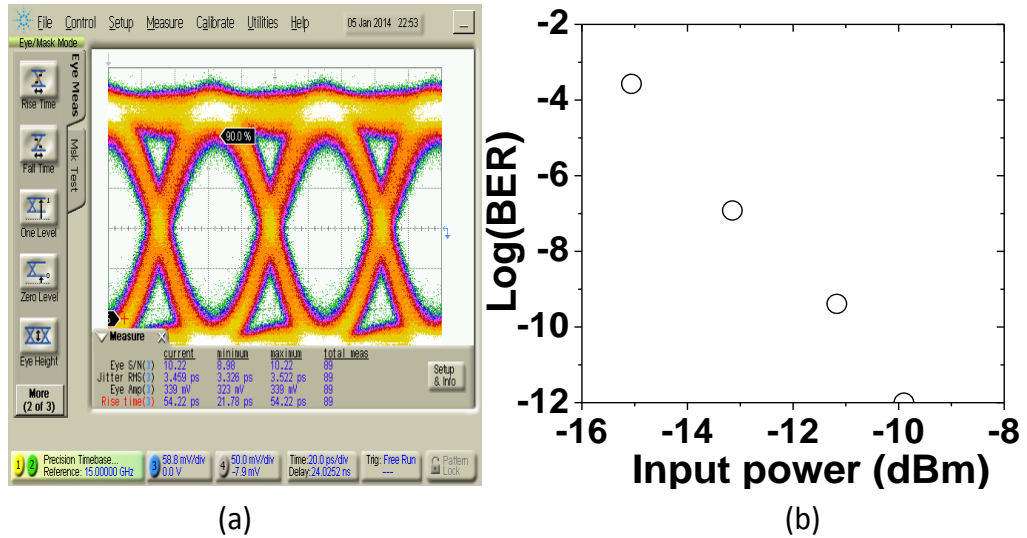 File Control Setup Measure Calibrate Utilities Help 05 Jan 2014 22:53
Eye/Mask Mode
Eye Meas
Msk Test
Rise Time
Fall Time
One Level
Zero Level
Eye Height
More
(2 of 3)
90.0 %
Measure X
current minimum maximum total meas
Eye S/N(3) 10.22 8.98 10.22 89
Jitter RMS(3) 3.459 ps 3.326 ps 3.522 ps 89
Eye Amp(3) 339 mV 323 mV 339 mV 89
Rise time(3) 54.22 ps 21.78 ps 54.22 ps 89
Setup
& Info
1 2 Precision Timebase...
Reference: 15.00000 GHz
3 58.8 mV/div
0.0 V
4 50.0 mV/div
-7.9 mV
Time:20.0 ps/div
Delay:24.0252 ns
Trig: Free Run
---
Pattern
Lock
(a)
Log(BER)
-2
-4
-6
-8
-10
-12
-16 -14 -12 -10 -8
Input power (dBm)
(b)